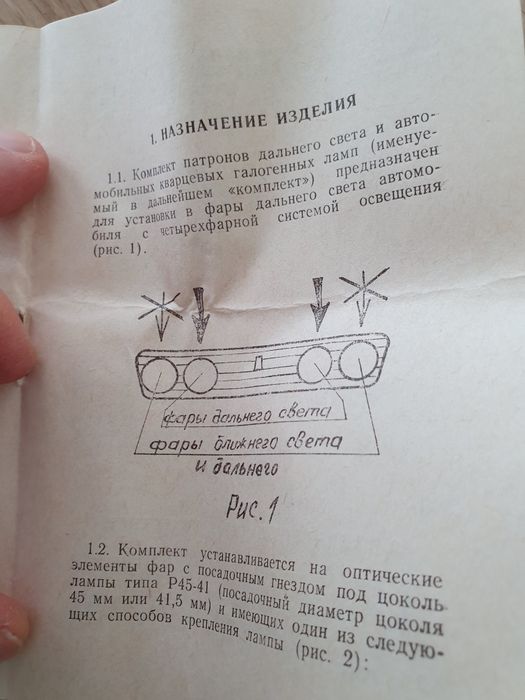 1. НАЗНАЧЕНИЕ ИЗДЕЛИЯ
1.1. Комплект патронов дальнего света и авто-
мобильных кварцевых галогенных ламп (именуе-
мый в дальнейшем «комплект») предназначен
для установки в фары дальнего света автомо-
биля с четырехфарной системой освещения
(рис. 1).
фары дальнего света
фары ближнего света
и дальнего
Рис. 1
1.2. Комплект устанавливается на оптические
элементы фар с посадочным гнездом под цоколь
лампы типа Р45-41 (посадочный диаметр цоколя
45 мм или 41,5 мм) и имеющих один из следую-
щих способов крепления лампы (рис. 2):